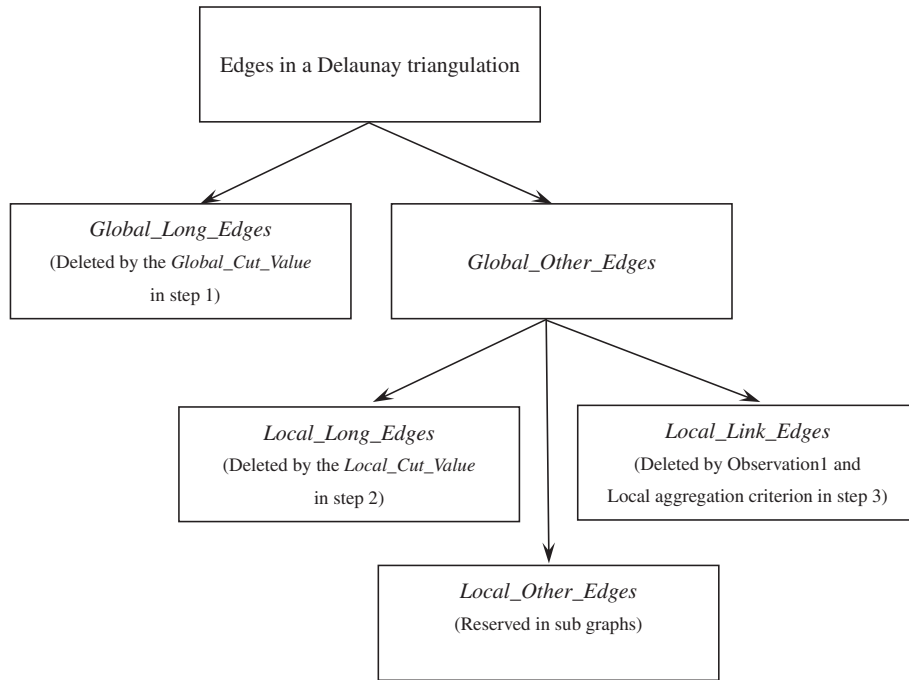 Edges in a Delaunay triangulation
Global_Long_Edges
(Deleted by the Global_Cut_Value
in step 1)
Global_Other_Edges
Local_Long_Edges
(Deleted by the Local_Cut_Value
in step 2)
Local_Link_Edges
(Deleted by Observation1 and
Local aggregation criterion in step 3)
Local_Other_Edges
(Reserved in sub graphs)